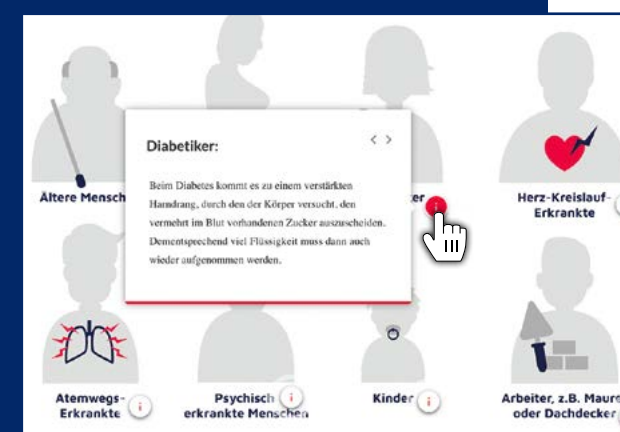 Diabetiker:
Beim Diabetes kommt es zu einem verstärkten
Harndrang, durch den der Körper versucht, den
vermehrt im Blut vorhandenen Zucker auszuscheiden.
Dementsprechend viel Flüssigkeit muss dann auch
wieder aufgenommen werden.
Ältere Mensch
ker
Herz-Kreislauf-
Erkrankte
Atemwegs-
Erkrankte
Psychisch
erkrankte Menschen
Kinder
Arbeiter, z.B. Maure
oder Dachdecker